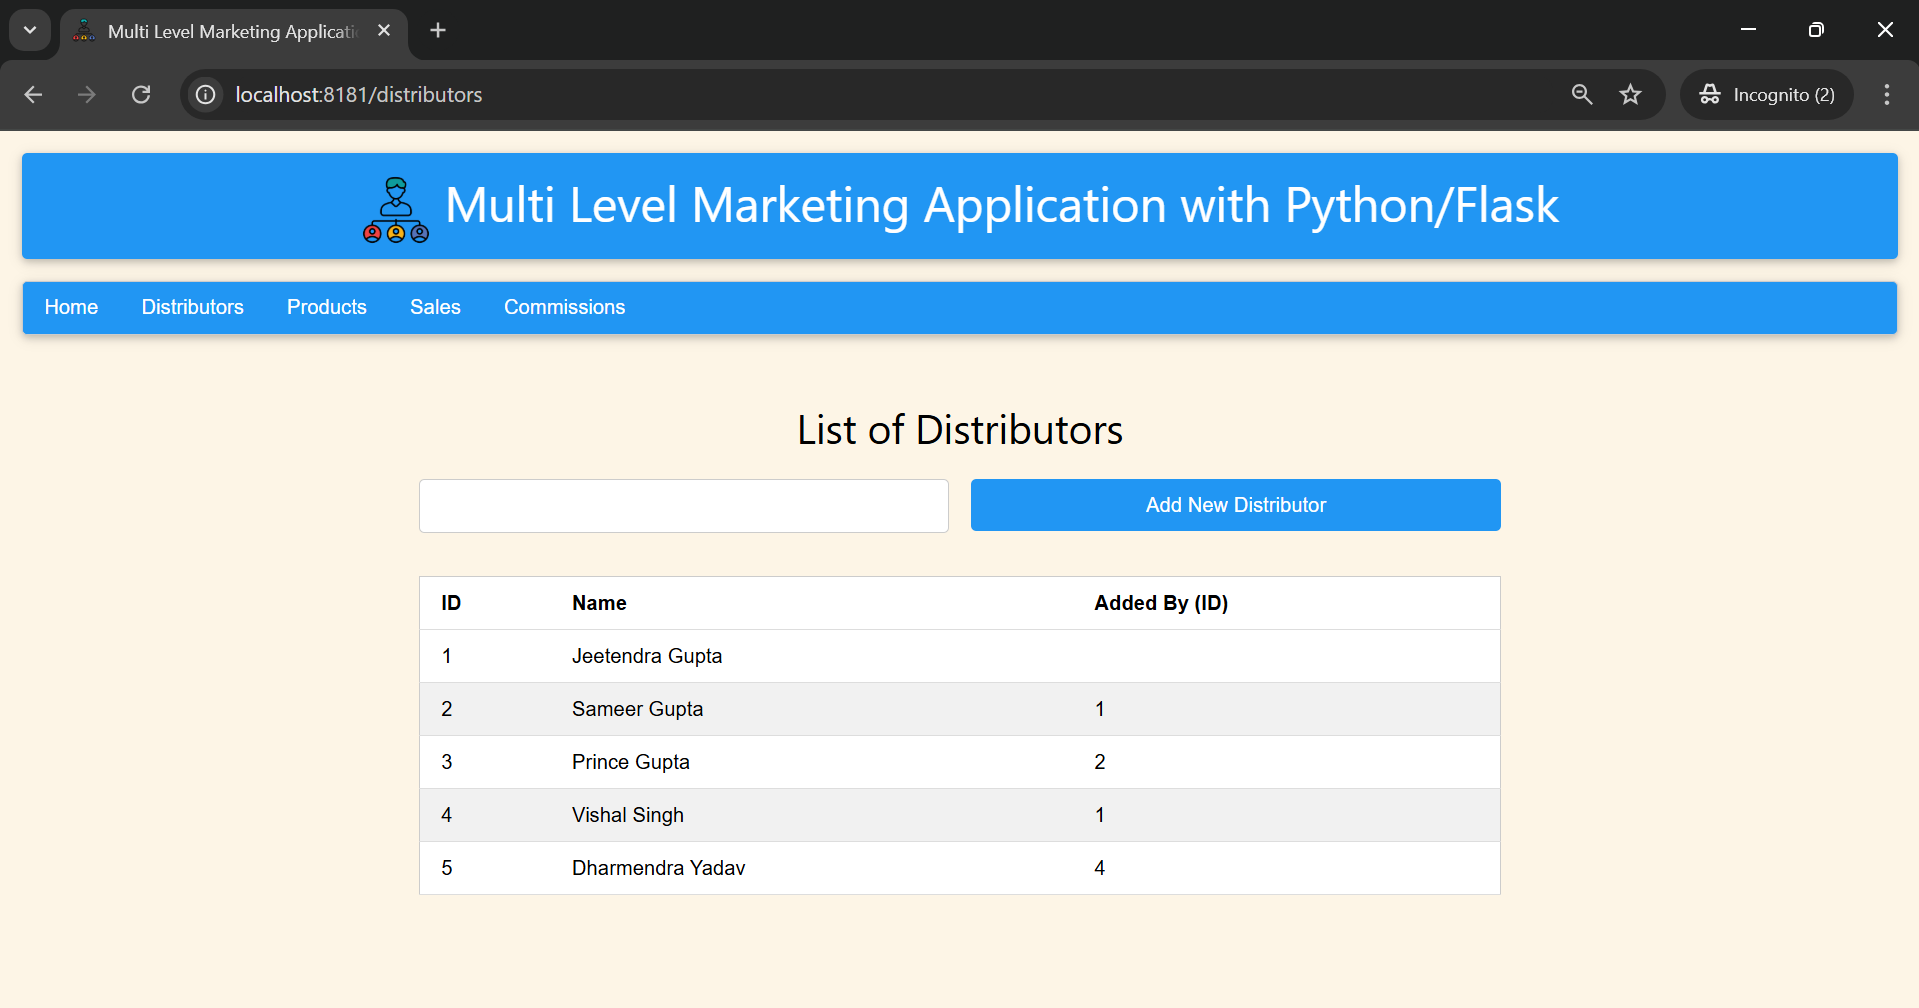 Multi Level Marketing Applicati
localhost:8181/distributors
Incognito (2)
Multi Level Marketing Application with Python/Flask
Home Distributors Products Sales Commissions
List of Distributors
Add New Distributor
ID Name Added By (ID)
1 Jeetendra Gupta
2 Sameer Gupta 1
3 Prince Gupta 2
4 Vishal Singh 1
5 Dharmendra Yadav 4